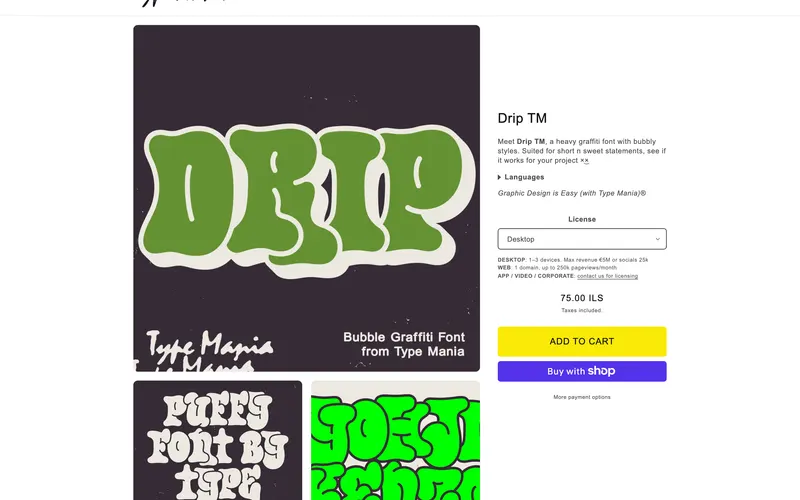 DRIP
Type Mania
Bubble Graffiti Font
from Type Mania
PUFFY
FONT BY
TYPE
Drip TM
Meet Drip TM, a heavy graffiti font with bubbly
styles. Suited for short n sweet statements, see if
it works for your project ××
Languages
Graphic Design is Easy (with Type Mania)®
License
Desktop
DESKTOP: 1–3 devices. Max revenue €5M or socials 25k
WEB: 1 domain, up to 250k pageviews/month
APP / VIDEO / CORPORATE: contact us for licensing
75.00 ILS
Taxes included.
ADD TO CART
Buy with shop
More payment options